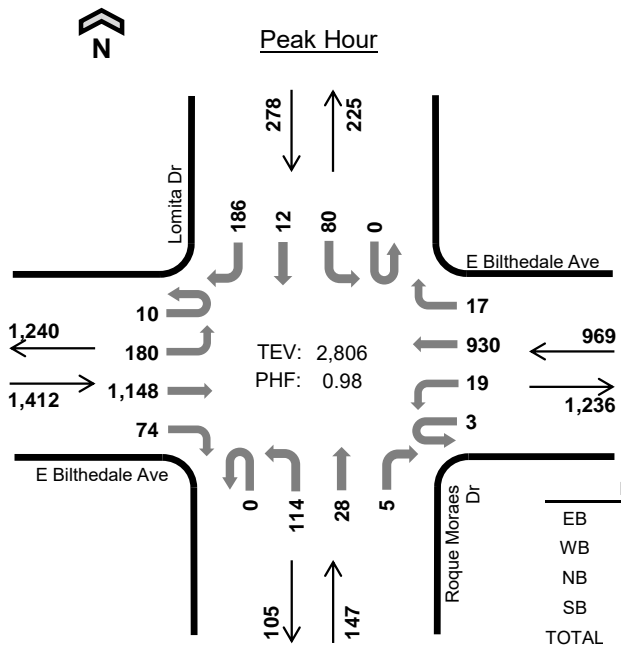 N
Peak Hour
278
225
Lomita Dr
186
12
80
0
E Bilthedale Ave
10
17
1,240
180
TEV: 2,806
930
969
1,412
1,148
PHF: 0.98
19
1,236
74
3
E Bilthedale Ave
0
114
28
5
Roque Moraes
Dr
105
147
EB
WB
NB
SB
TOTAL